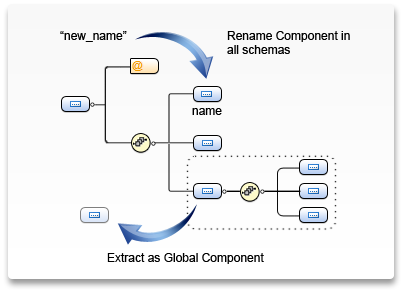 “new_name”
Rename Component in
all schemas
@
name
Extract as Global Component